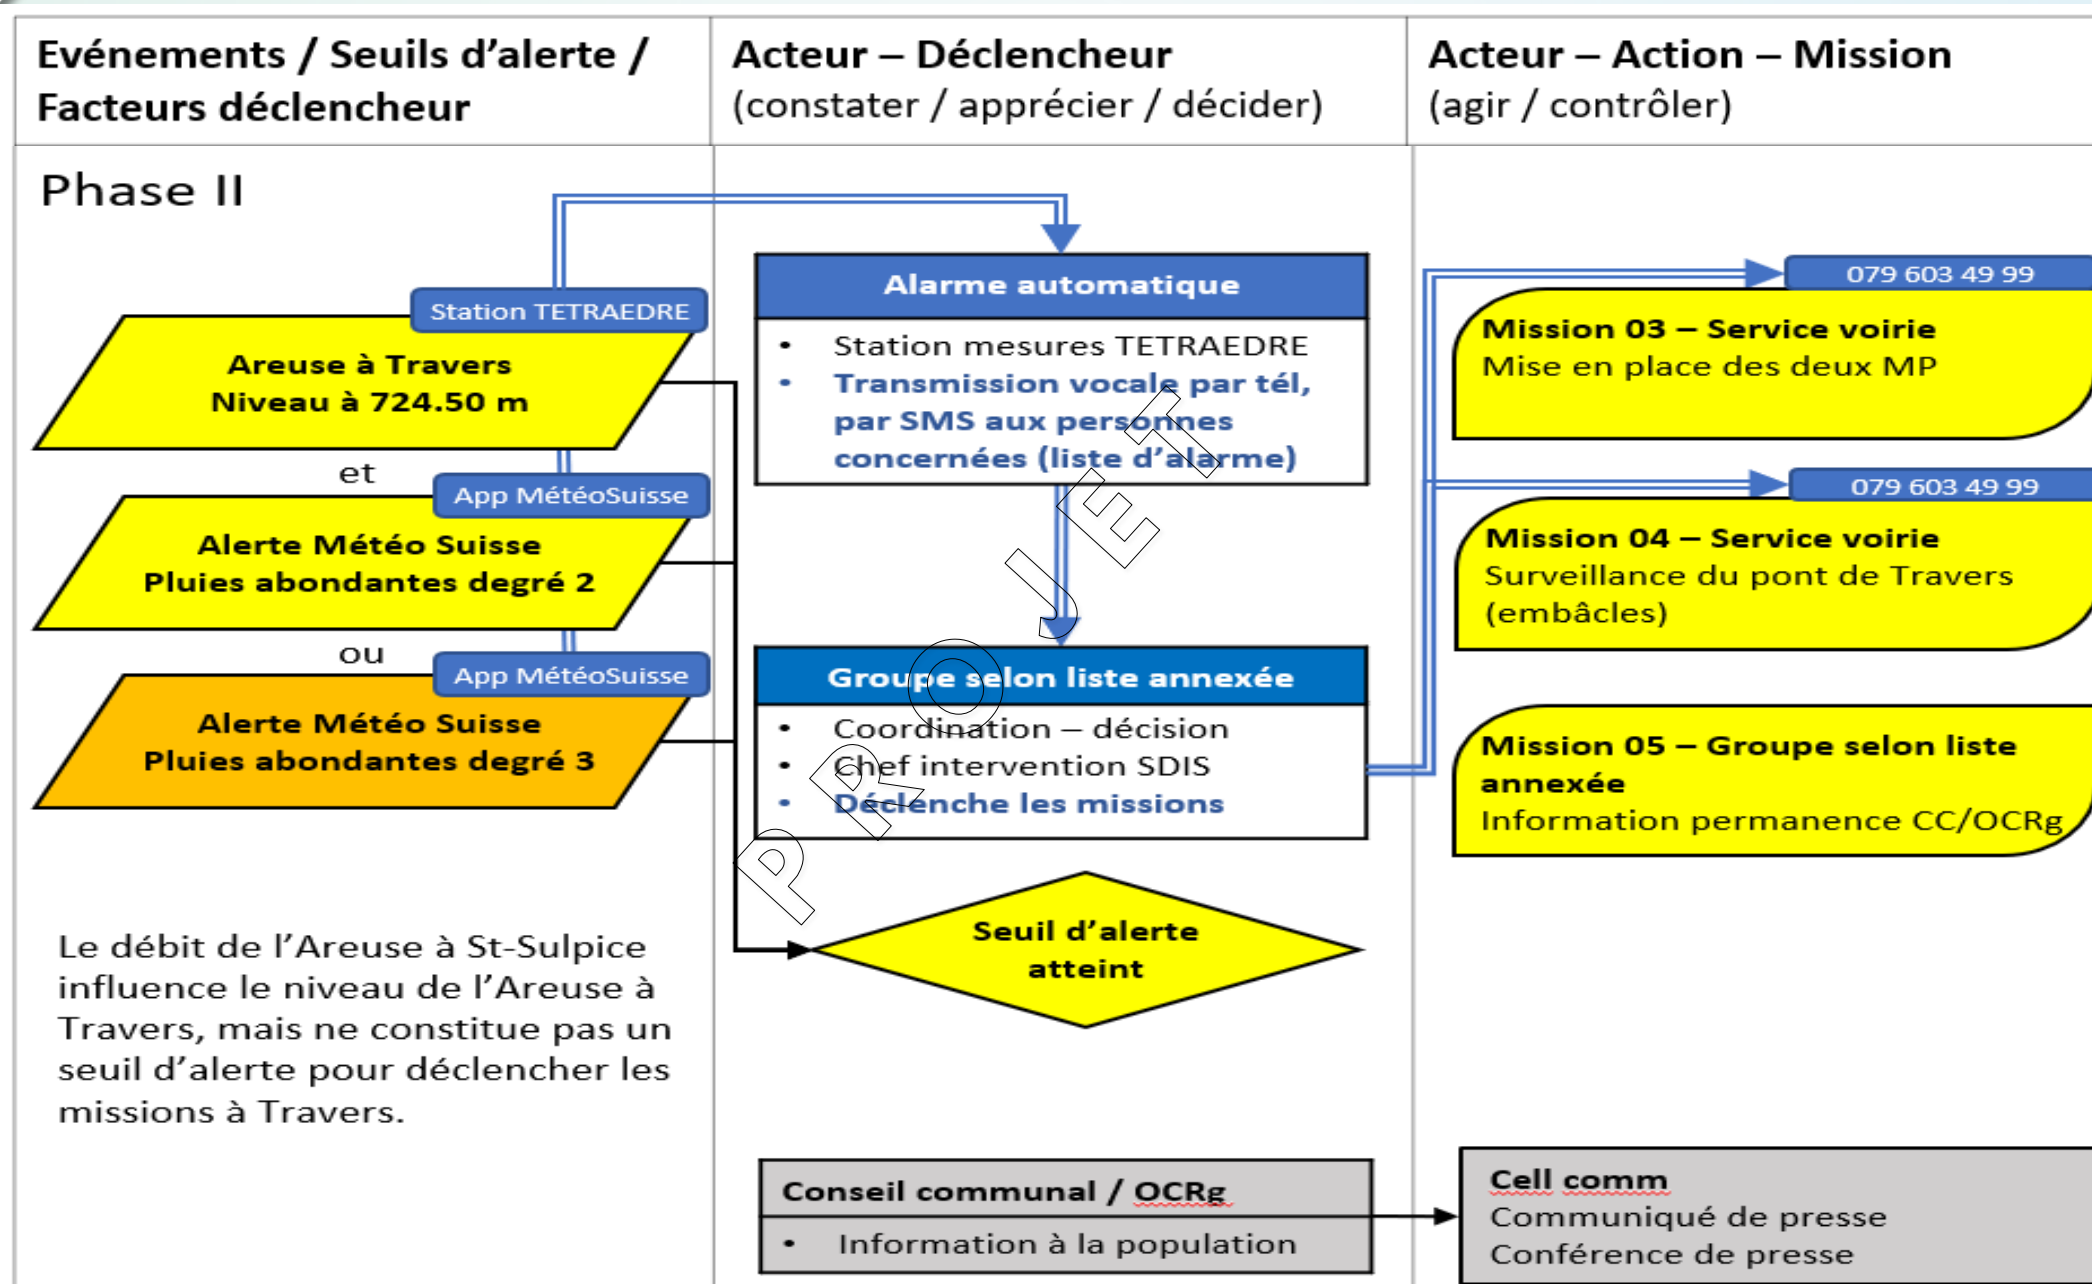 Evénements / Seuils d’alerte /
Facteurs déclencheur
Acteur – Déclencheur
(constater / apprécier / décider)
Acteur – Action – Mission
(agir / contrôler)
Phase II
Station TETRAEDRE
Areuse à Travers
Niveau à 724.50 m
et
App MétéoSuisse
Alerte Météo Suisse
Pluies abondantes degré 2
ou
App MétéoSuisse
Alerte Météo Suisse
Pluies abondantes degré 3
Le débit de l’Areuse à St-Sulpice
influence le niveau de l’Areuse à
Travers, mais ne constitue pas un
seuil d’alerte pour déclencher les
missions à Travers.
Alarme automatique
• Station mesures TETRAEDRE
• Transmission vocale par tél,
par SMS aux personnes
concernées (liste d’alarme)
Groupe selon liste annexée
• Coordination – décision
• Chef intervention SDIS
• Déclenche les missions
Seuil d’alerte
atteint
PROJET
Conseil communal / OCRg
• Information à la population
079 603 49 99
Mission 03 – Service voirie
Mise en place des deux MP
079 603 49 99
Mission 04 – Service voirie
Surveillance du pont de Travers
(embâcles)
Mission 05 – Groupe selon liste
annexée
Information permanence CC/OCRg
Cell comm
Communiqué de presse
Conférence de presse